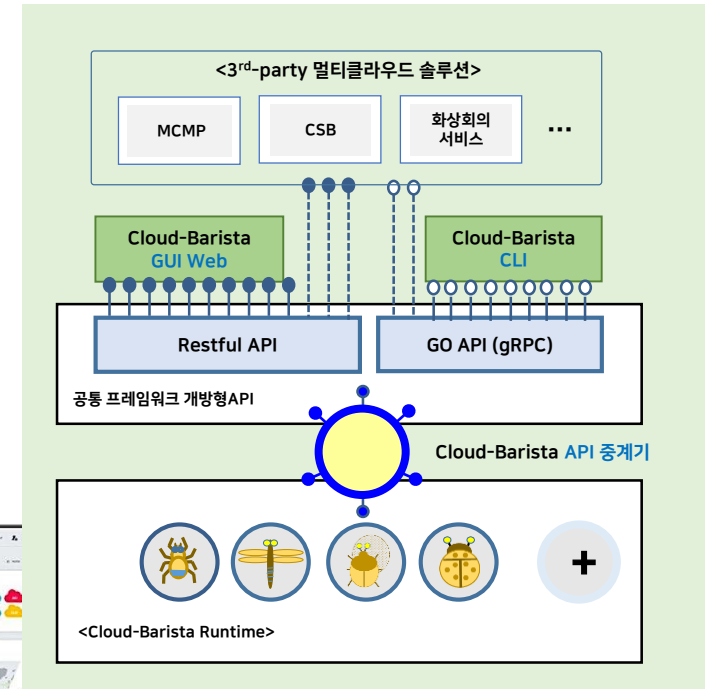 <3rd-party 멀티클라우드 솔루션>
MCMP
CSB
화상회의
서비스
...
Cloud-Barista
GUI Web
Cloud-Barista
CLI
Restful API
GO API (gRPC)
공통 프레임워크 개방형API
Cloud-Barista API 중계기
+
<Cloud-Barista Runtime>